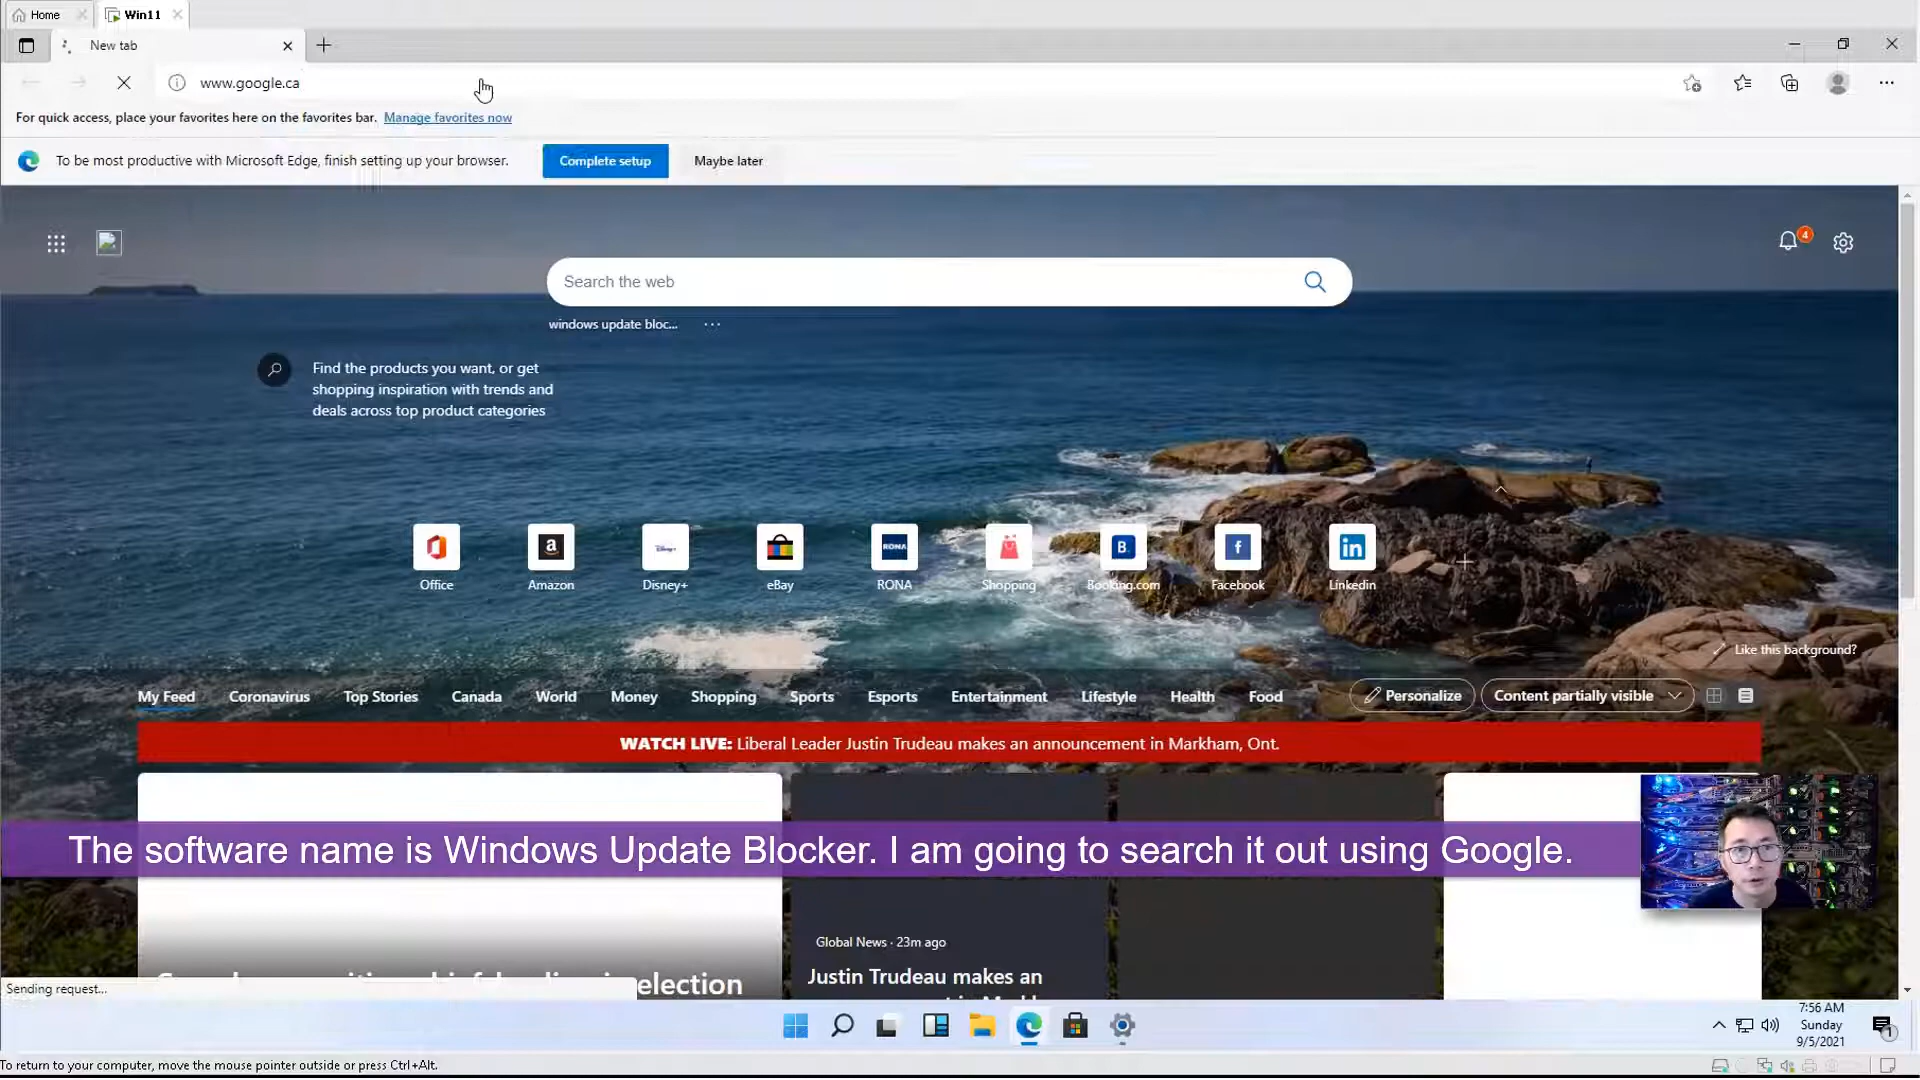 Home
Win11
New tab
www.google.ca
For quick access, place your favorites here on the favorites bar. Manage favorites now
To be most productive with Microsoft Edge, finish setting up your browser.
Complete setup
Maybe later
4
Search the web
windows update bloc...
Find the products you want, or get
shopping inspiration with trends and
deals across top product categories
Office
Amazon
Disney+
eBay
RONA
Shopping
Booking.com
Facebook
Linkedin
Like this background?
My Feed
Coronavirus
Top Stories
Canada
World
Money
Shopping
Sports
Esports
Entertainment
Lifestyle
Health
Food
Personalize
Content partially visible
WATCH LIVE: Liberal Leader Justin Trudeau makes an announcement in Markham, Ont.
The software name is Windows Update Blocker. I am going to search it out using Google.
Global News · 23m ago
Justin Trudeau makes an
election
Sending request...
7:56 AM
Sunday
9/5/2021
1
To return to your computer, move the mouse pointer outside or press Ctrl+Alt.